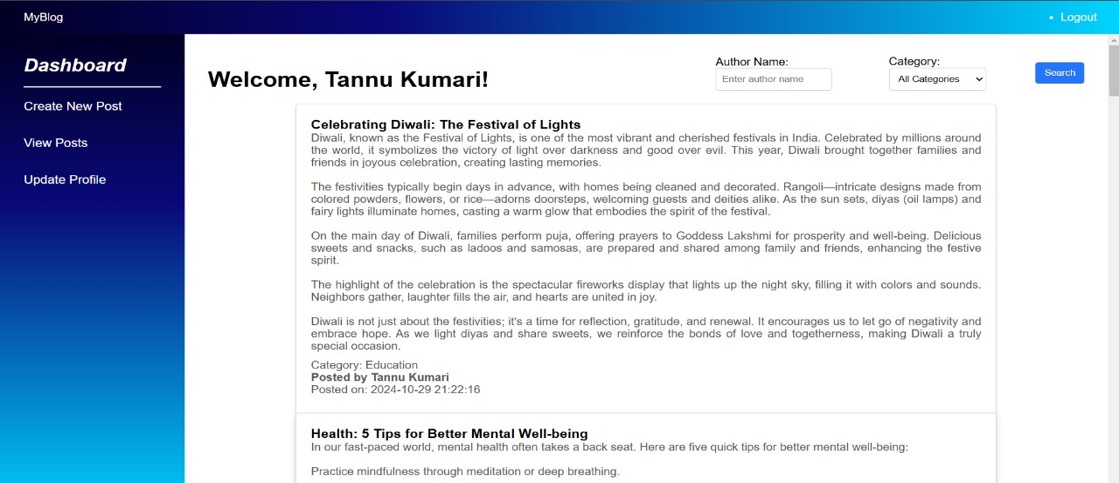 MyBlog
• Logout
Dashboard
Create New Post
View Posts
Update Profile
Welcome, Tannu Kumari!
Author Name:
Enter author name
Category:
All Categories
Search
Celebrating Diwali: The Festival of Lights
Diwali, known as the Festival of Lights, is one of the most vibrant and cherished festivals in India. Celebrated by millions around
the world, it symbolizes the victory of light over darkness and good over evil. This year, Diwali brought together families and
friends in joyous celebration, creating lasting memories.
The festivities typically begin days in advance, with homes being cleaned and decorated. Rangoli—intricate designs made from
colored powders, flowers, or rice—adorns doorsteps, welcoming guests and deities alike. As the sun sets, diyas (oil lamps) and
fairy lights illuminate homes, casting a warm glow that embodies the spirit of the festival.
On the main day of Diwali, families perform puja, offering prayers to Goddess Lakshmi for prosperity and well-being. Delicious
sweets and snacks, such as ladoos and samosas, are prepared and shared among family and friends, enhancing the festive
spirit.
The highlight of the celebration is the spectacular fireworks display that lights up the night sky, filling it with colors and sounds.
Neighbors gather, laughter fills the air, and hearts are united in joy.
Diwali is not just about the festivities; it's a time for reflection, gratitude, and renewal. It encourages us to let go of negativity and
embrace hope. As we light diyas and share sweets, we reinforce the bonds of love and togetherness, making Diwali a truly
special occasion.
Category: Education
Posted by Tannu Kumari
Posted on: 2024-10-29 21:22:16
Health: 5 Tips for Better Mental Well-being
In our fast-paced world, mental health often takes a back seat. Here are five quick tips for better mental well-being:
Practice mindfulness through meditation or deep breathing.